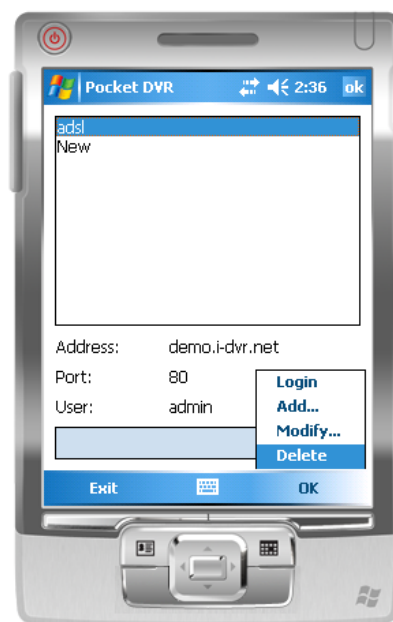 Pocket DVR 2:36 ok
adsl
New
Address: demo.i-dvr.net
Port: 80
User: admin
Login
Add...
Modify...
Delete
Exit OK